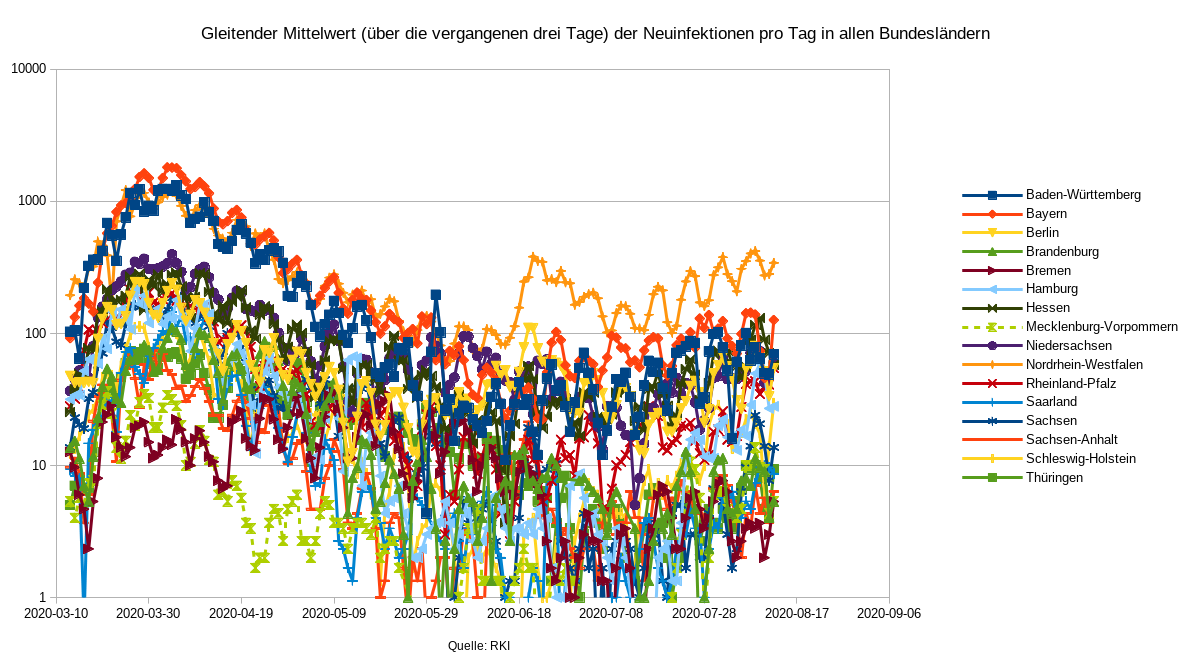 Gleitender Mittelwert (über die vergangenen drei Tage) der Neuinfektionen pro Tag in allen Bundesländern
10000
1000
100
10
1
2020-03-10 2020-03-30 2020-04-19 2020-05-09 2020-05-29 2020-06-18 2020-07-08 2020-07-28 2020-08-17 2020-09-06
Quelle: RKI
Baden-Württemberg
Bayern
Berlin
Brandenburg
Bremen
Hamburg
Hessen
Mecklenburg-Vorpommern
Niedersachsen
Nordrhein-Westfalen
Rheinland-Pfalz
Saarland
Sachsen
Sachsen-Anhalt
Schleswig-Holstein
Thüringen